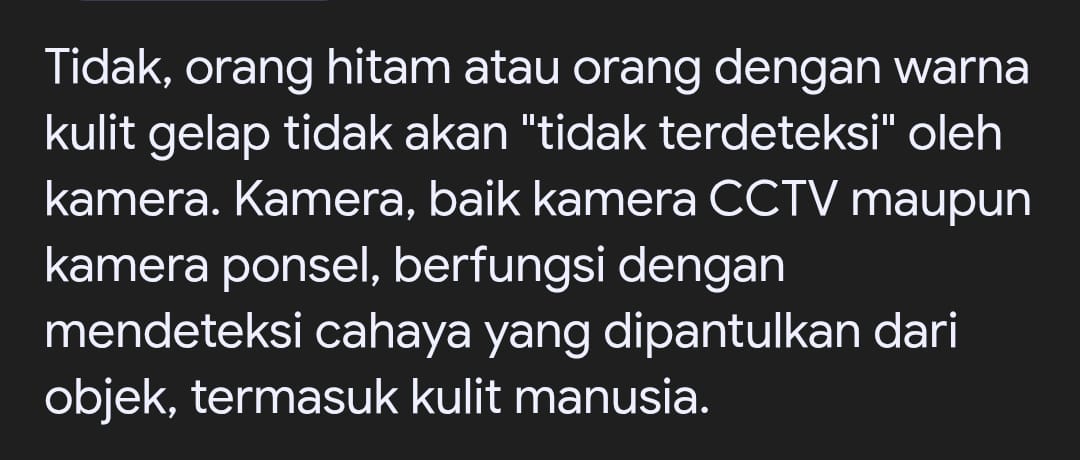 Tidak, orang hitam atau orang dengan warna
kulit gelap tidak akan "tidak terdeteksi" oleh
kamera. Kamera, baik kamera CCTV maupun
kamera ponsel, berfungsi dengan
mendeteksi cahaya yang dipantulkan dari
objek, termasuk kulit manusia.